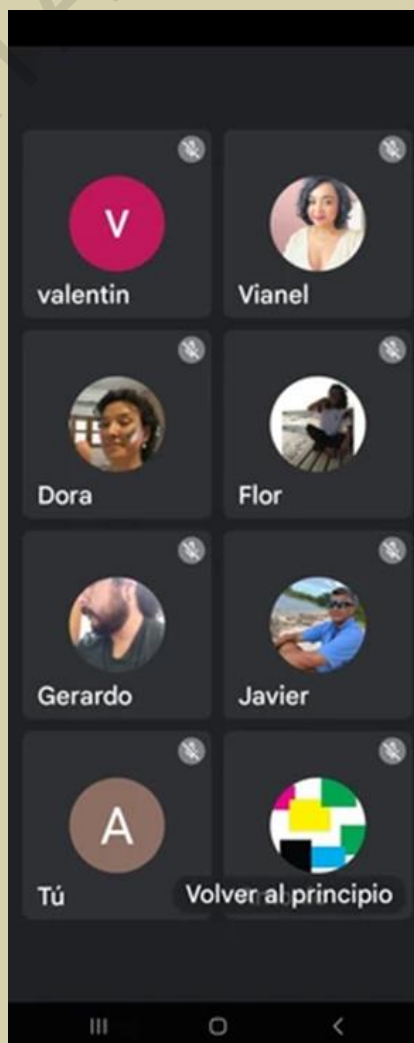 V
valentin
Vianel
Dora
Flor
Gerardo
Javier
A
Tú
Volver al principio